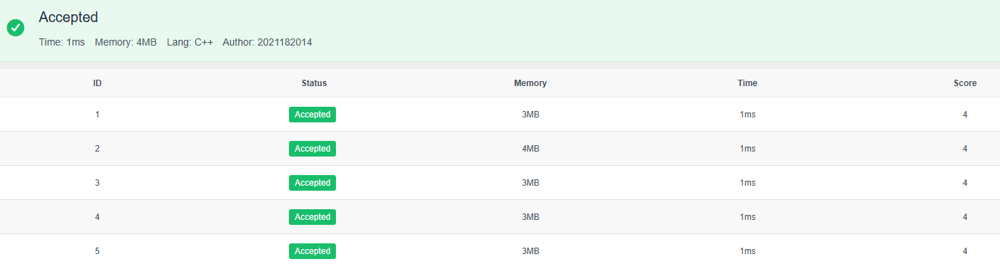 Accepted
Time: 1ms Memory: 4MB Lang: C++ Author: 2021182014
ID Status Memory Time Score
1 Accepted 3MB 1ms 4
2 Accepted 4MB 1ms 4
3 Accepted 3MB 1ms 4
4 Accepted 3MB 1ms 4
5 Accepted 3MB 1ms 4